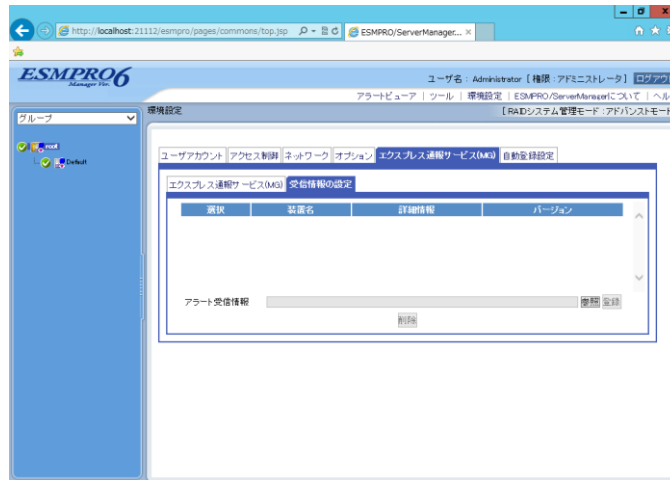 http://localhost:21112/esmpro/pages/commons/top.jsp
ESMPRO/ServerManager...
ESMPRO6
Manager Ver.
ユーザ名 : Administrator [ 権限 : アドミニストレータ ] ログアウ
アラートビューア | ツール | 環境設定 | ESMPRO/ServerManagerについて | ヘル
グループ
環境設定
[ RAIDシステム管理モード : アドバンストモード
root
Default
ユーザアカウント アクセス制御 ネットワーク オプション エクスプレス通報サービス(MG) 自動登録設定
エクスプレス通報サービス(MG) 受信情報の設定
選択 装置名 詳細情報 バージョン
アラート受信情報 参照 登録
削除